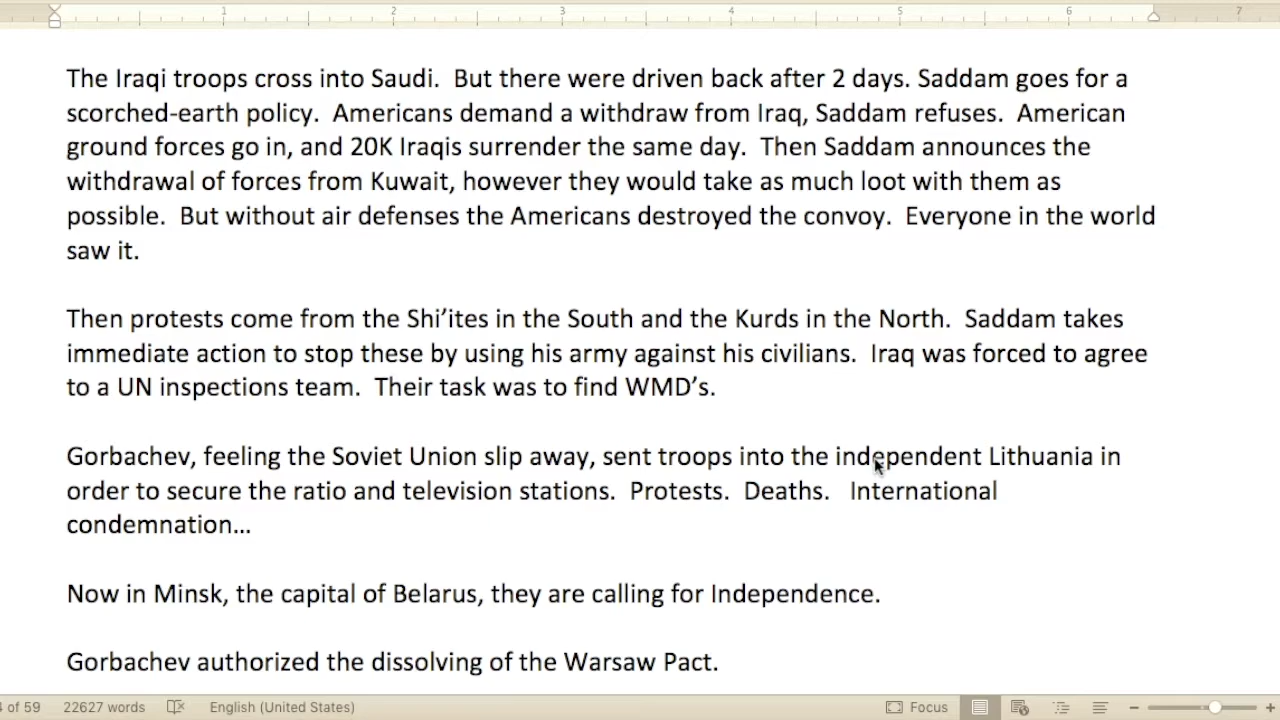 1 2 3 4 5 6 7
The Iraqi troops cross into Saudi.  But there were driven back after 2 days. Saddam goes for a
scorched-earth policy.  Americans demand a withdraw from Iraq, Saddam refuses.  American
ground forces go in, and 20K Iraqis surrender the same day.  Then Saddam announces the
withdrawal of forces from Kuwait, however they would take as much loot with them as
possible.  But without air defenses the Americans destroyed the convoy.  Everyone in the world
saw it.
Then protests come from the Shi’ites in the South and the Kurds in the North.  Saddam takes
immediate action to stop these by using his army against his civilians.  Iraq was forced to agree
to a UN inspections team.  Their task was to find WMD’s.
Gorbachev, feeling the Soviet Union slip away, sent troops into the independent Lithuania in
order to secure the ratio and television stations.  Protests.  Deaths.   International
condemnation…
Now in Minsk, the capital of Belarus, they are calling for Independence.
Gorbachev authorized the dissolving of the Warsaw Pact.
of 59 22627 words English (United States) Focus